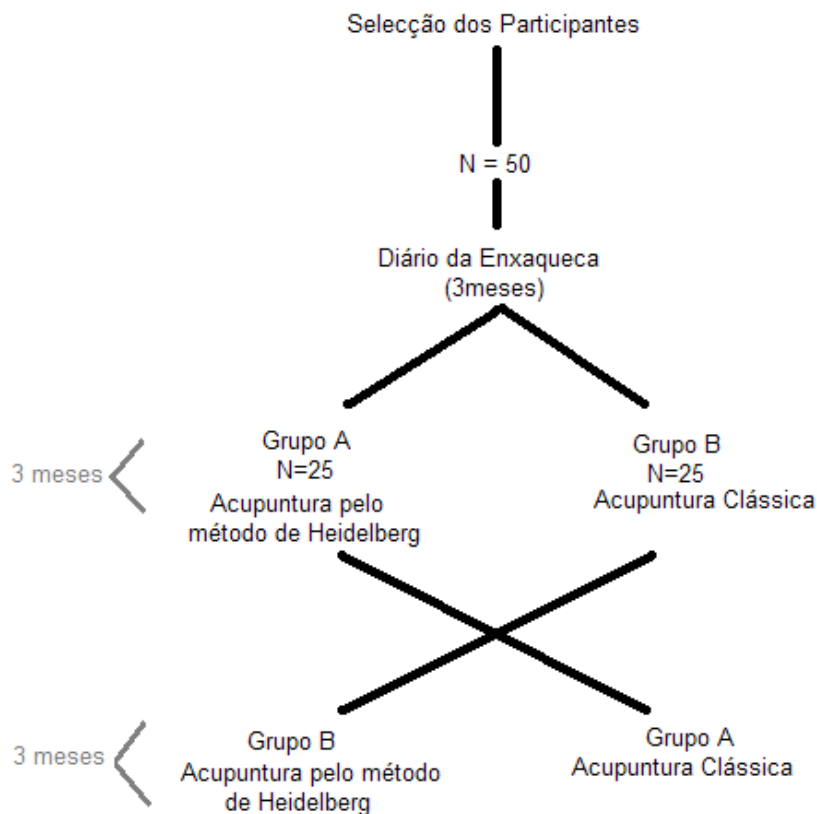 Selecção dos Participantes
N = 50
Diário da Enxaqueca
(3meses)
3 meses
Grupo A
N=25
Acupuntura pelo
método de Heidelberg
Grupo B
N=25
Acupuntura Clássica
3 meses
Grupo B
Acupuntura pelo método
de Heidelberg
Grupo A
Acupuntura Clássica